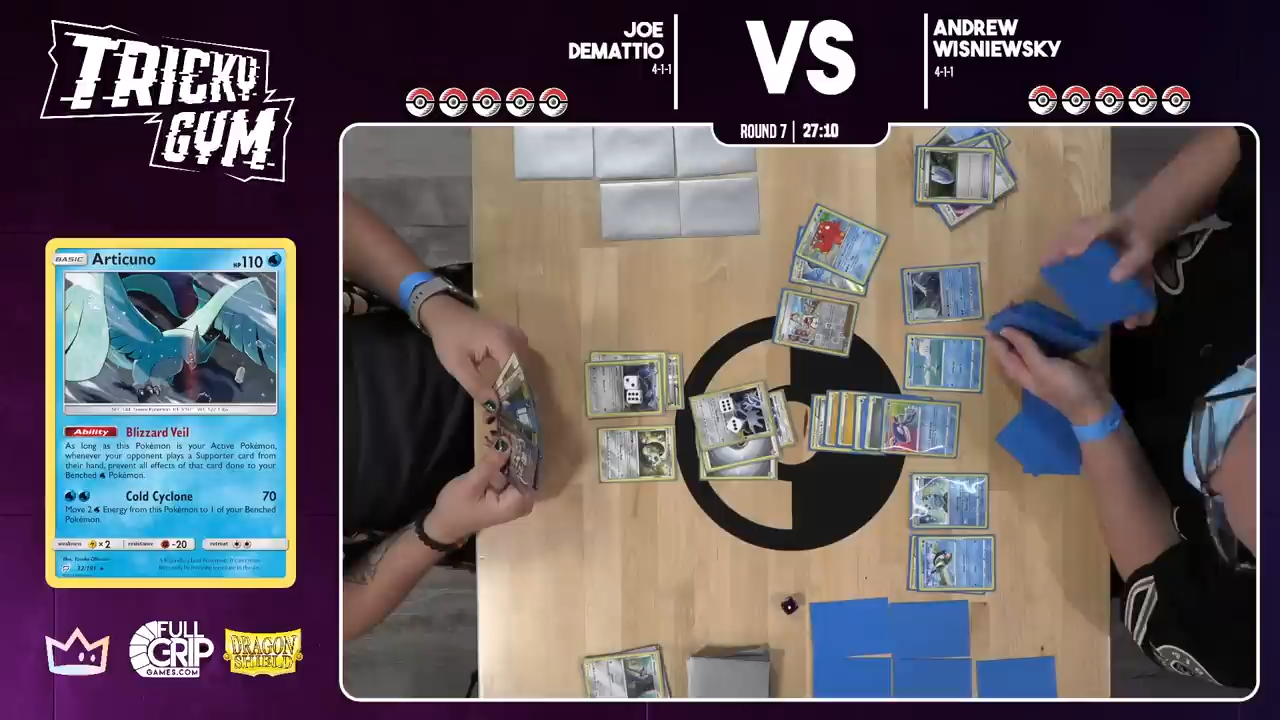 TRICKY
GYM
JOE
DEMATTIO
4-1-1
VS
ANDREW
WISNIEWSKY
4-1-1
ROUND 7 | 27:10
BASIC Articuno HP 110
Ability Blizzard Veil
As long as this Pokémon is your Active Pokémon,
whenever your opponent plays a Supporter card from
their hand, prevent all effects of that card done to your
Benched Pokémon.
Cold Cyclone 70
Move 2 Energy from this Pokémon to 1 of your Benched
Pokémon.
weakness ×2 resistance -20 retreat
FULL
GRIP
GAMES.COM
DRAGON
SHIELD